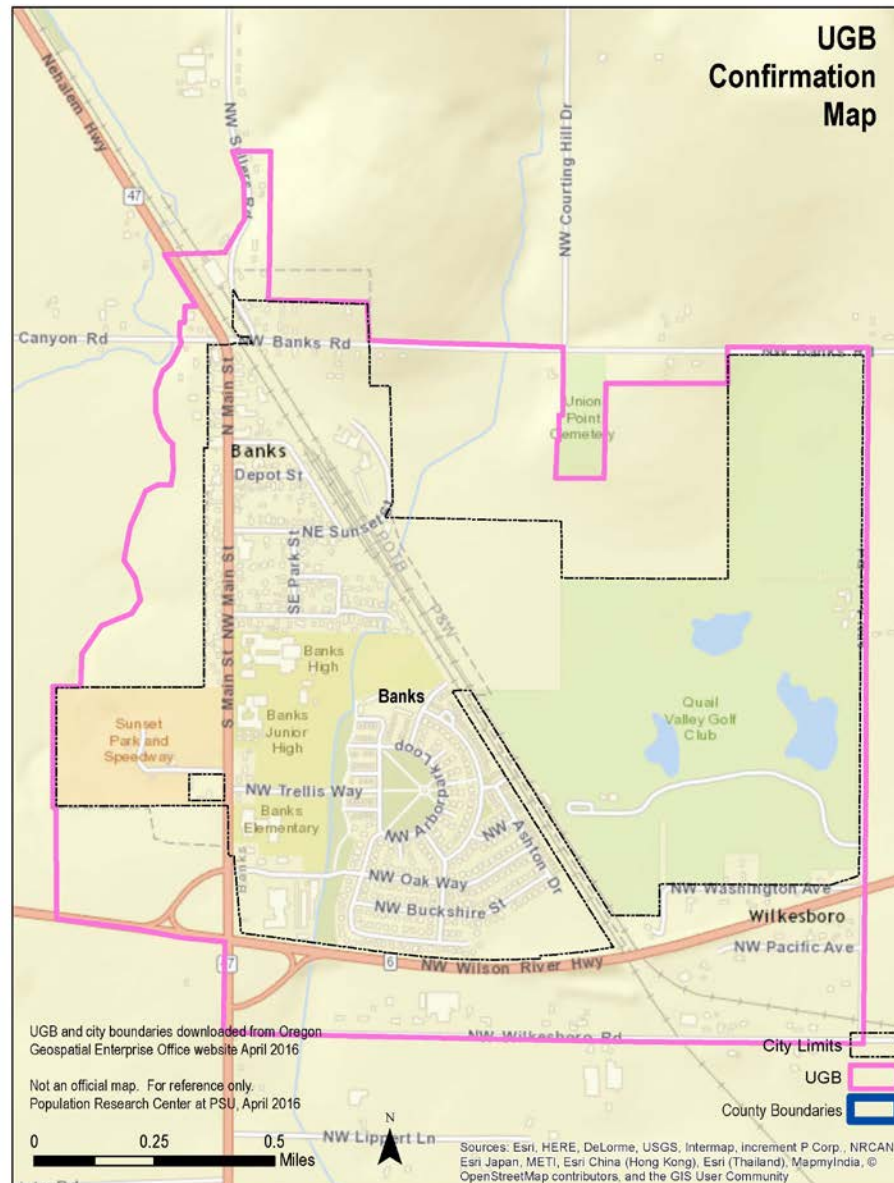 UGB
Confirmation
Map
Nehalem Hwy
NW Sellers Rd
NW Courting Hill Dr
47
Canyon Rd
NW Banks Rd
NW Banks Rd
N Main St
Union
Point
Cemetery
Banks
Depot St
NE Sunset St
POTB
SE Park St
P&W
NW Main St
S Main St
Banks
High
Banks
Quail
Valley Golf
Club
Sunset
Park and
Speedway
Banks
Junior
High
NW Arborpark Loop
NW Trellis Way
Banks
Elementary
NW Ashton Dr
Banks
NW Oak Way
NW Washington Ave
NW Buckshire St
Wilkesboro
NW Pacific Ave
47
6
NW Wilson River Hwy
UGB and city boundaries downloaded from Oregon
Geospatial Enterprise Office website April 2016
NW Wilkesboro Rd
City Limits
Not an official map. For reference only.
Population Research Center at PSU, April 2016
UGB
County Boundaries
N
0 0.25 0.5
Miles
NW Lippert Ln
Sources: Esri, HERE, DeLorme, USGS, Intermap, increment P Corp., NRCAN,
Esri Japan, METI, Esri China (Hong Kong), Esri (Thailand), MapmyIndia, ©
OpenStreetMap contributors, and the GIS User Community